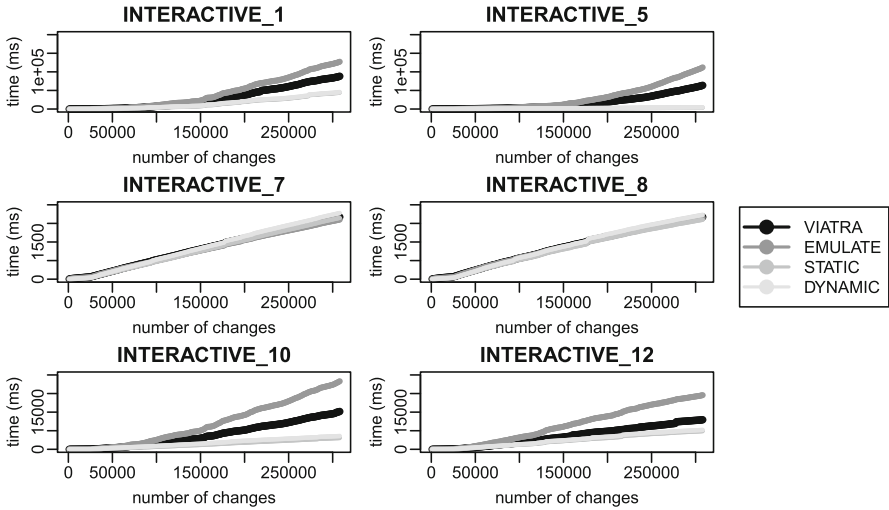 INTERACTIVE_1
time (ms)
1e+05
0
0 50000 150000 250000
number of changes
INTERACTIVE_5
time (ms)
1e+05
0
0 50000 150000 250000
number of changes
INTERACTIVE_7
time (ms)
1500
0
0 50000 150000 250000
number of changes
INTERACTIVE_8
time (ms)
1500
0
0 50000 150000 250000
number of changes
VIATRA
EMULATE
STATIC
DYNAMIC
INTERACTIVE_10
time (ms)
15000
0
0 50000 150000 250000
number of changes
INTERACTIVE_12
time (ms)
15000
0
0 50000 150000 250000
number of changes